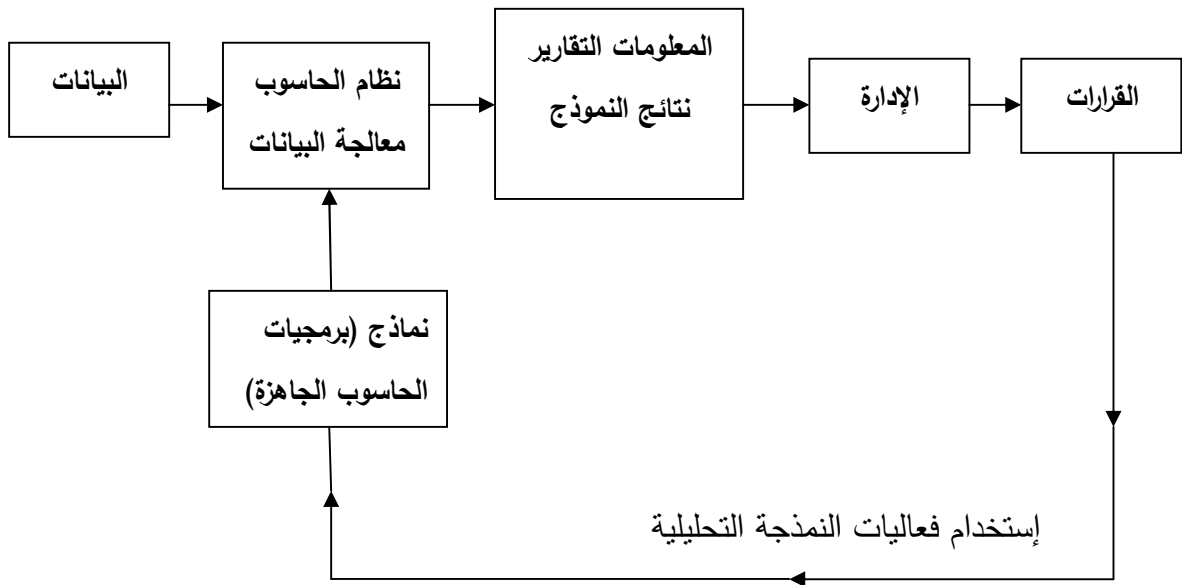 البيانات
نظام الحاسوب
معالجة البيانات
المعلومات التقارير
نتائج النموذج
الإدارة
القرارات
نماذج (برمجيات
الحاسوب الجاهزة)
إستخدام فعاليات النمذجة التحليلية